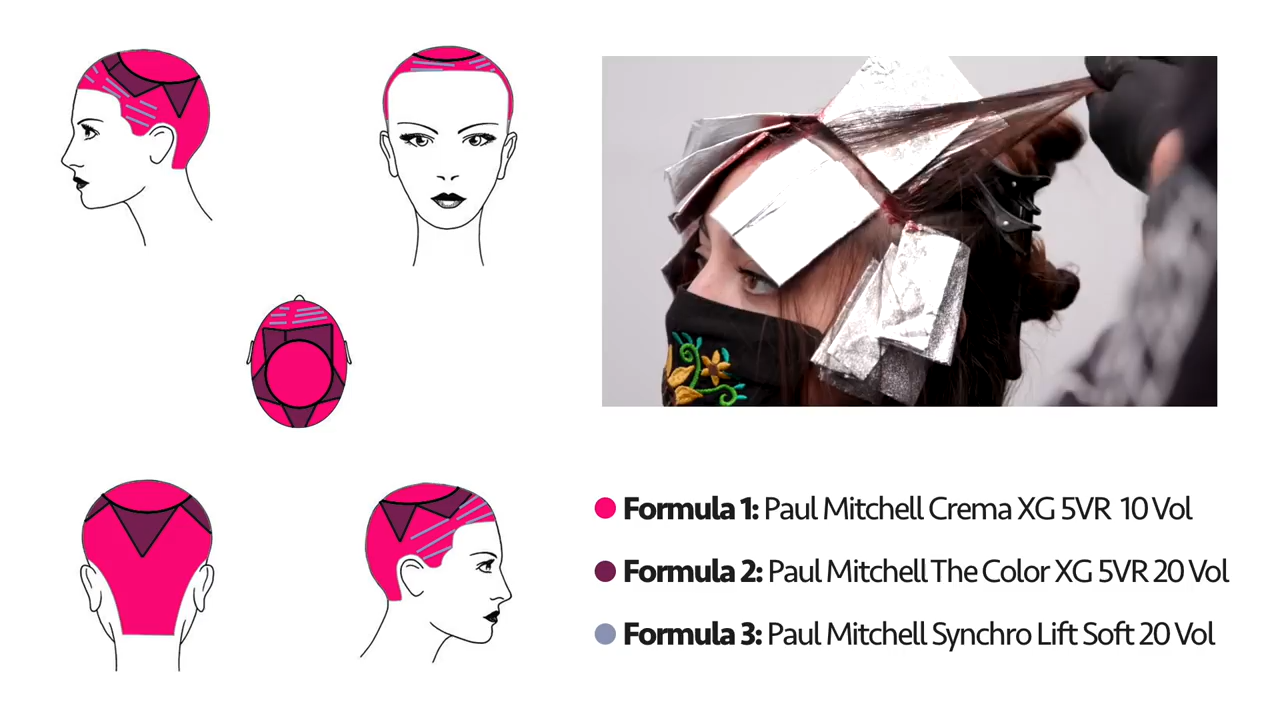 Formula 1: Paul Mitchell Crema XG 5VR 10 Vol
Formula 2: Paul Mitchell The Color XG 5VR 20 Vol
Formula 3: Paul Mitchell Synchro Lift Soft 20 Vol